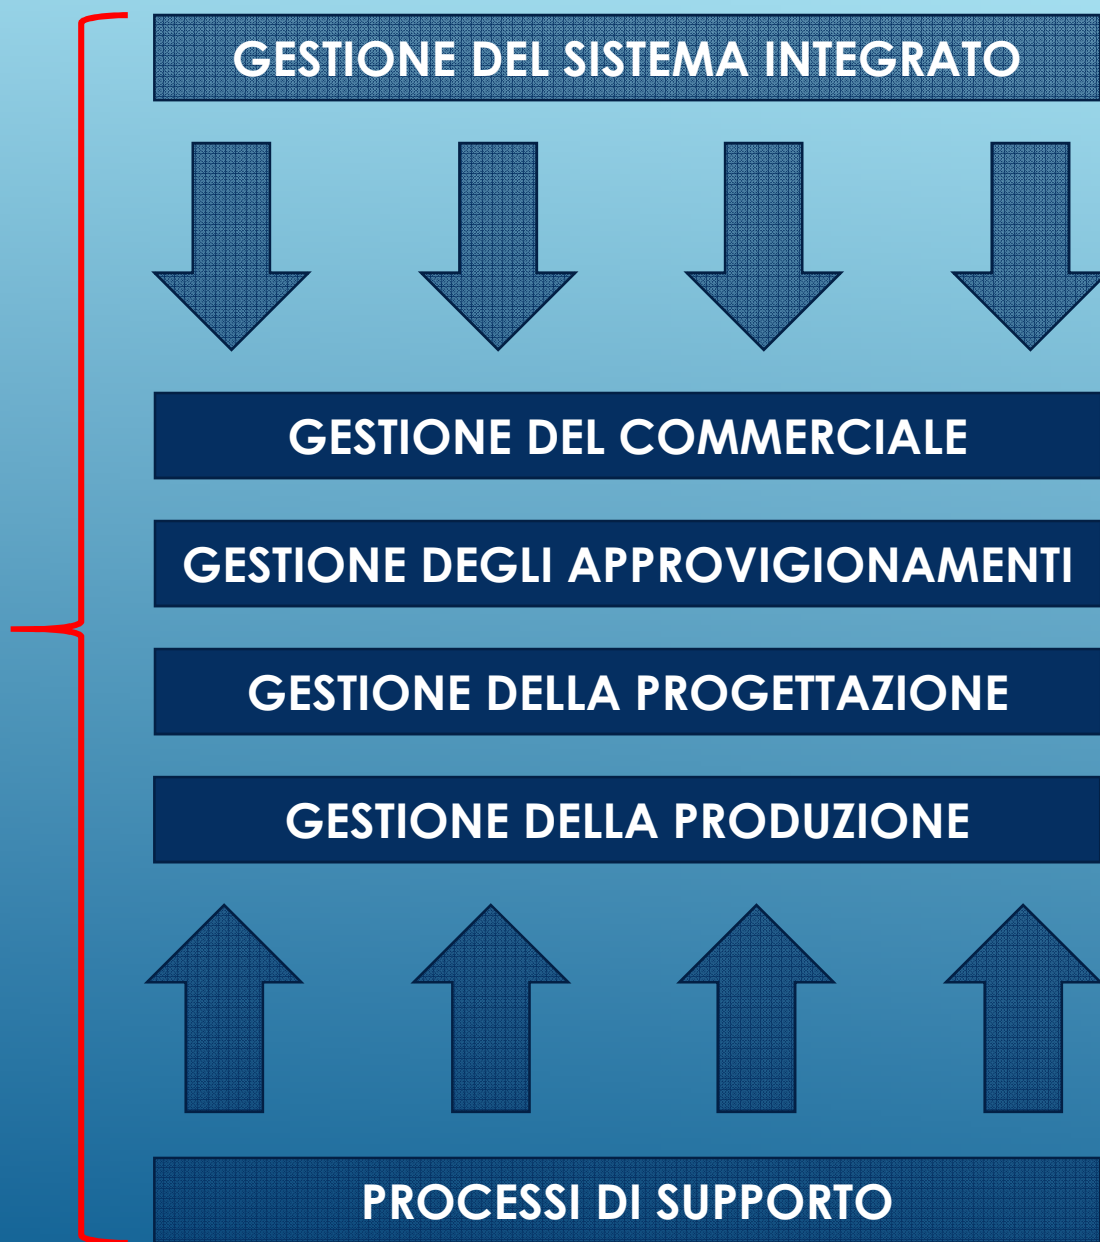 GESTIONE DEL SISTEMA INTEGRATO
GESTIONE DEL COMMERCIALE
GESTIONE DEGLI APPROVIGIONAMENTI
GESTIONE DELLA PROGETTAZIONE
GESTIONE DELLA PRODUZIONE
PROCESSI DI SUPPORTO